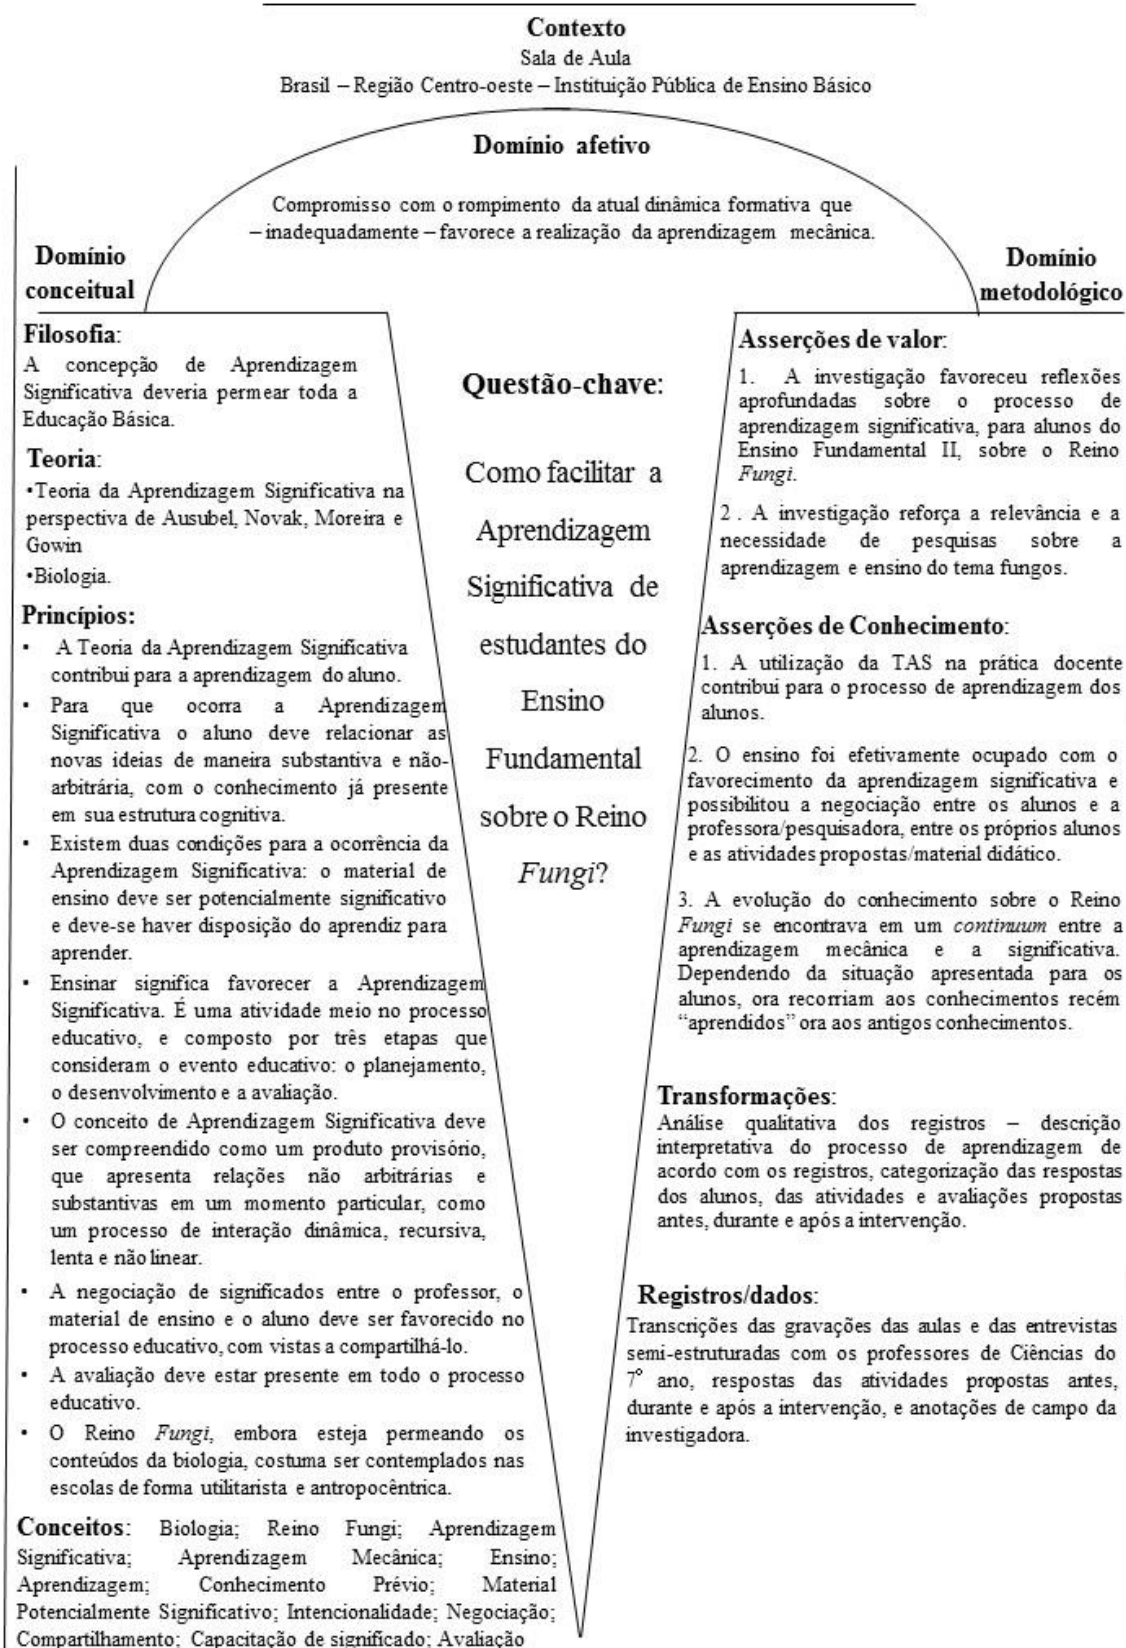 Contexto
Sala de Aula
Brasil – Região Centro-oeste – Instituição Pública de Ensino Básico
Domínio afetivo
Compromisso com o rompimento da atual dinâmica formativa que
– inadequadamente – favorece a realização da aprendizagem mecânica.
Domínio
conceitual
Filosofia:
A concepção de Aprendizagem
Significativa deveria permear toda a
Educação Básica.
Teoria:
•Teoria da Aprendizagem Significativa na
perspectiva de Ausubel, Novak, Moreira e
Gowin
•Biologia.
Princípios:
• A Teoria da Aprendizagem Significativa
contribui para a aprendizagem do aluno.
• Para que ocorra a Aprendizagem
Significativa o aluno deve relacionar as
novas ideias de maneira substantiva e não-
arbitrária, com o conhecimento já presente
em sua estrutura cognitiva.
• Existem duas condições para a ocorrência da
Aprendizagem Significativa: o material de
ensino deve ser potencialmente significativo
e deve-se haver disposição do aprendiz para
aprender.
• Ensinar significa favorecer a Aprendizagem
Significativa. É uma atividade meio no processo
educativo, e composto por três etapas que
consideram o evento educativo: o planejamento,
o desenvolvimento e a avaliação.
• O conceito de Aprendizagem Significativa deve
ser compreendido como um produto provisório,
que apresenta relações não arbitrárias e
substantivas em um momento particular, como
um processo de interação dinâmica, recursiva,
lenta e não linear.
• A negociação de significados entre o professor, o
material de ensino e o aluno deve ser favorecido no
processo educativo, com vistas a compartilhá-lo.
• A avaliação deve estar presente em todo o processo
educativo.
• O Reino Fungi, embora esteja permeando os
conteúdos da biologia, costuma ser contemplados nas
escolas de forma utilitarista e antropocêntrica.
Conceitos: Biologia; Reino Fungi; Aprendizagem
Significativa; Aprendizagem Mecânica; Ensino;
Aprendizagem; Conhecimento Prévio; Material
Potencialmente Significativo; Intencionalidade; Negociação;
Compartilhamento; Capacitação de significado; Avaliação
Questão-chave:
Como facilitar a
Aprendizagem
Significativa de
estudantes do
Ensino
Fundamental
sobre o Reino
Fungi?
Domínio
metodológico
Asserções de valor:
1. A investigação favoreceu reflexões
aprofundadas sobre o processo de
aprendizagem significativa, para alunos do
Ensino Fundamental II, sobre o Reino
Fungi.
2 . A investigação reforça a relevância e a
necessidade de pesquisas sobre a
aprendizagem e ensino do tema fungos.
Asserções de Conhecimento:
1. A utilização da TAS na prática docente
contribui para o processo de aprendizagem dos
alunos.
2. O ensino foi efetivamente ocupado com o
favorecimento da aprendizagem significativa e
possibilitou a negociação entre os alunos e a
professora/pesquisadora, entre os próprios alunos
e as atividades propostas/material didático.
3. A evolução do conhecimento sobre o Reino
Fungi se encontrava em um continuum entre a
aprendizagem mecânica e a significativa.
Dependendo da situação apresentada para os
alunos, ora recorriam aos conhecimentos recém
“aprendidos” ora aos antigos conhecimentos.
Transformações:
Análise qualitativa dos registros – descrição
interpretativa do processo de aprendizagem de
acordo com os registros, categorização das respostas
dos alunos, das atividades e avaliações propostas
antes, durante e após a intervenção.
Registros/dados:
Transcrições das gravações das aulas e das entrevistas
semi-estruturadas com os professores de Ciências do
7° ano, respostas das atividades propostas antes,
durante e após a intervenção, e anotações de campo da
investigadora.